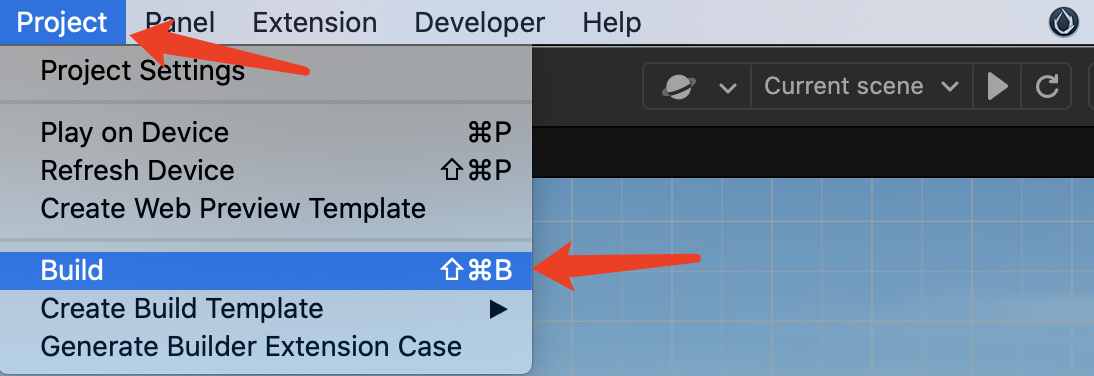 Project Panel Extension Developer Help
Project Settings
Current scene
Play on Device ⌘P
Refresh Device ⇧⌘P
Create Web Preview Template
Build ⇧⌘B
Create Build Template
Generate Builder Extension Case